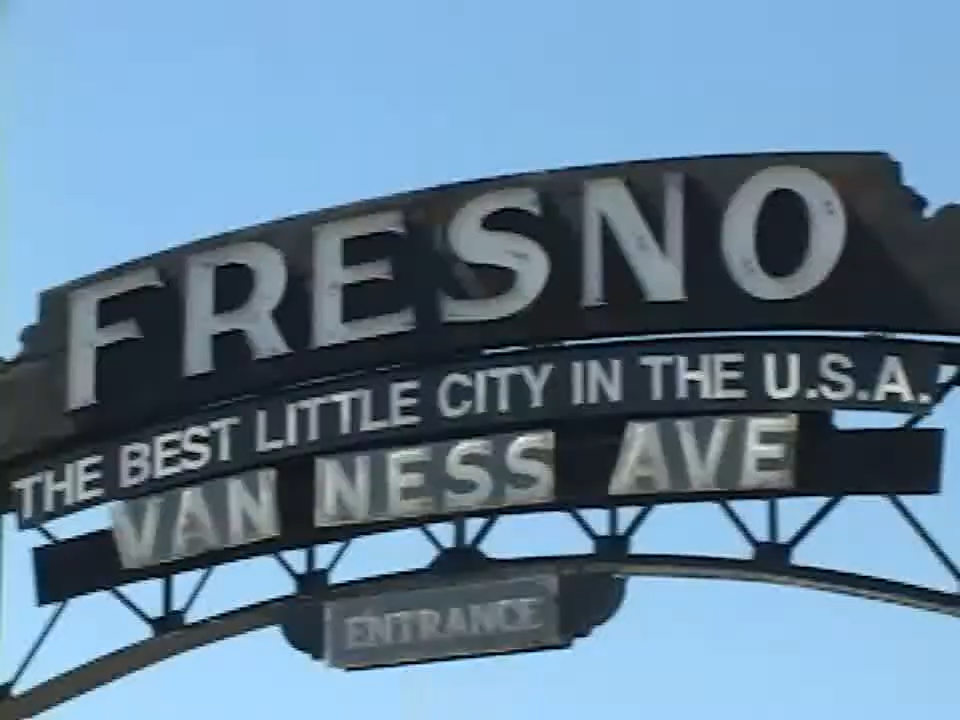 FRESNO
THE BEST LITTLE CITY IN THE U.S.A.
VAN NESS AVE
ENTRANCE